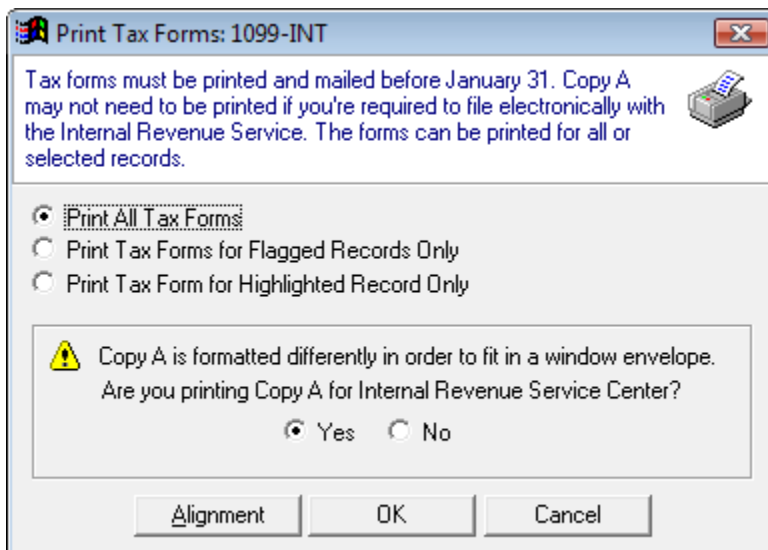 Print Tax Forms: 1099-INT
Tax forms must be printed and mailed before January 31. Copy A
may not need to be printed if you're required to file electronically with
the Internal Revenue Service. The forms can be printed for all or
selected records.
Print All Tax Forms
Print Tax Forms for Flagged Records Only
Print Tax Form for Highlighted Record Only
Copy A is formatted differently in order to fit in a window envelope.
Are you printing Copy A for Internal Revenue Service Center?
Yes No
Alignment OK Cancel